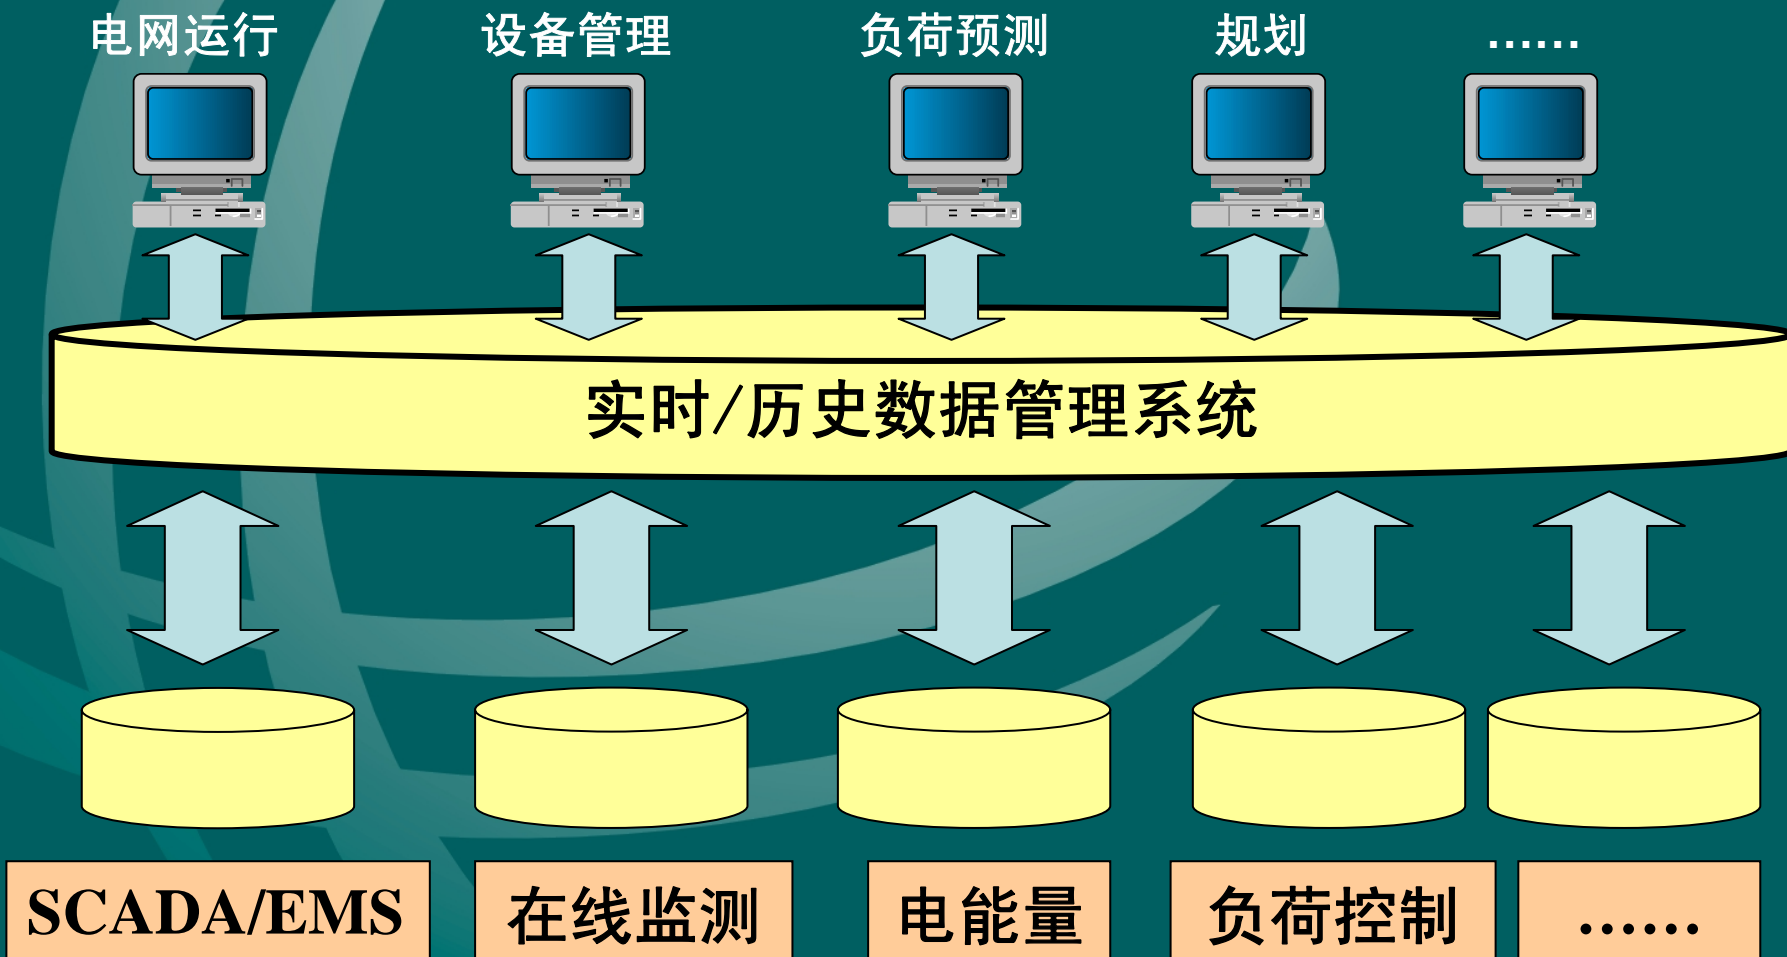 电网运行 设备管理 负荷预测 规划 ……
实时/历史数据管理系统
SCADA/EMS 在线监测 电能量 负荷控制 ……